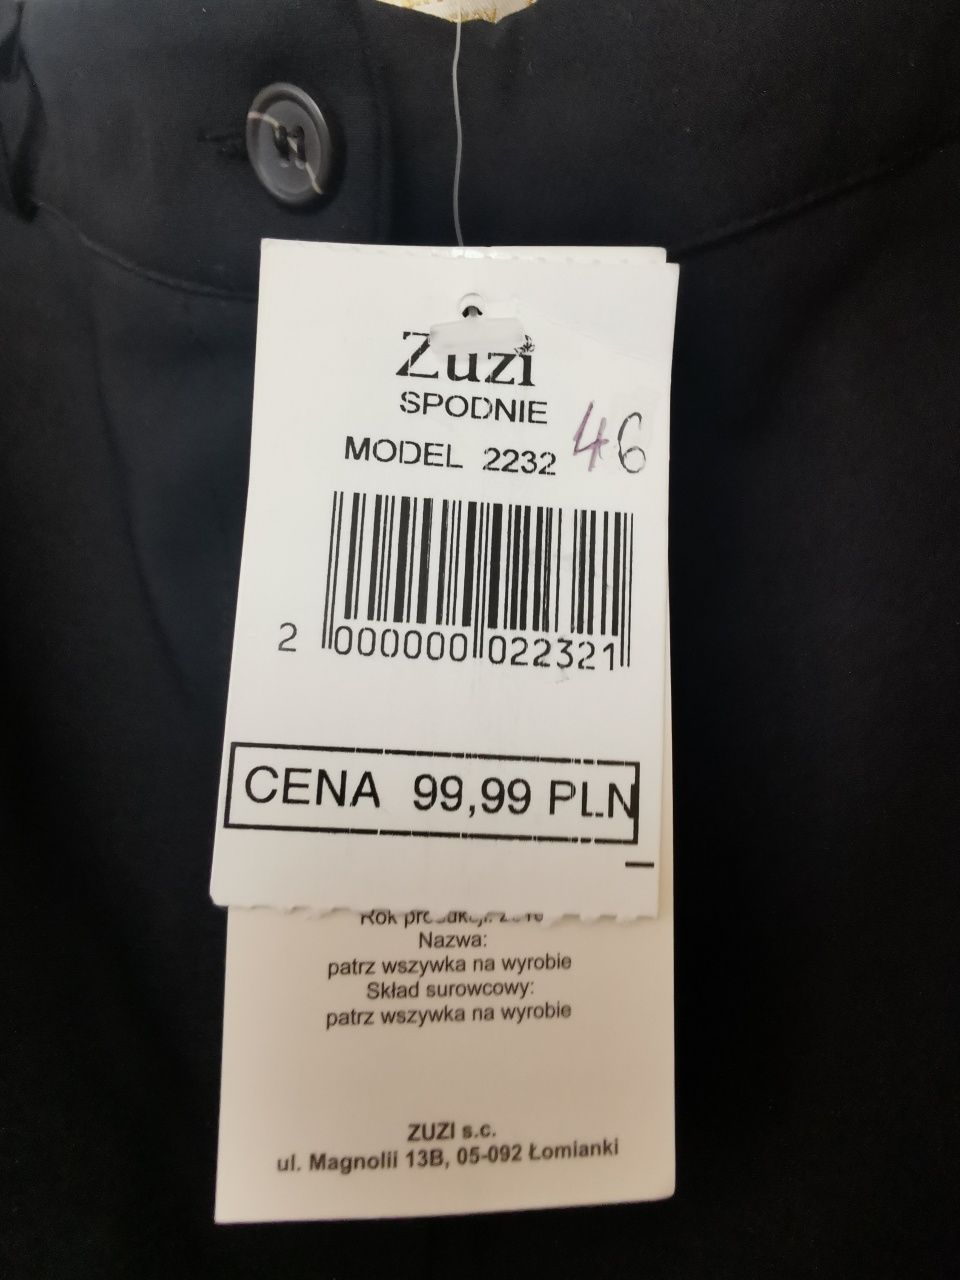 Zuzi
SPODNIE
MODEL 2232 46
2 000000 022321
CENA 99,99 PLN
Rok
Nazwa:
patrz wszywka na wyrobie
Skład surowcowy:
patrz wszywka na wyrobie
ZUZI s.c.
ul. Magnolii 13B, 05-092 Łomianki